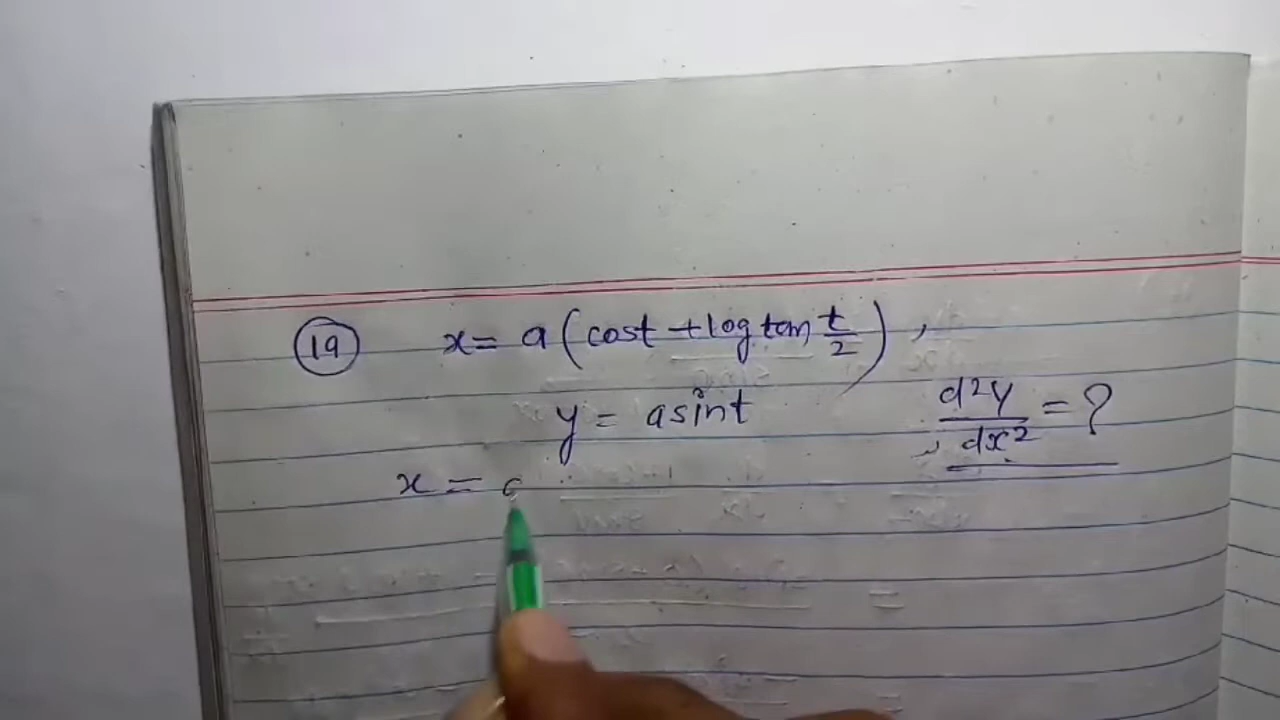 19 x = a (cost + log tan t/2) ,
y = asint , d²y/dx² = ?
x = a